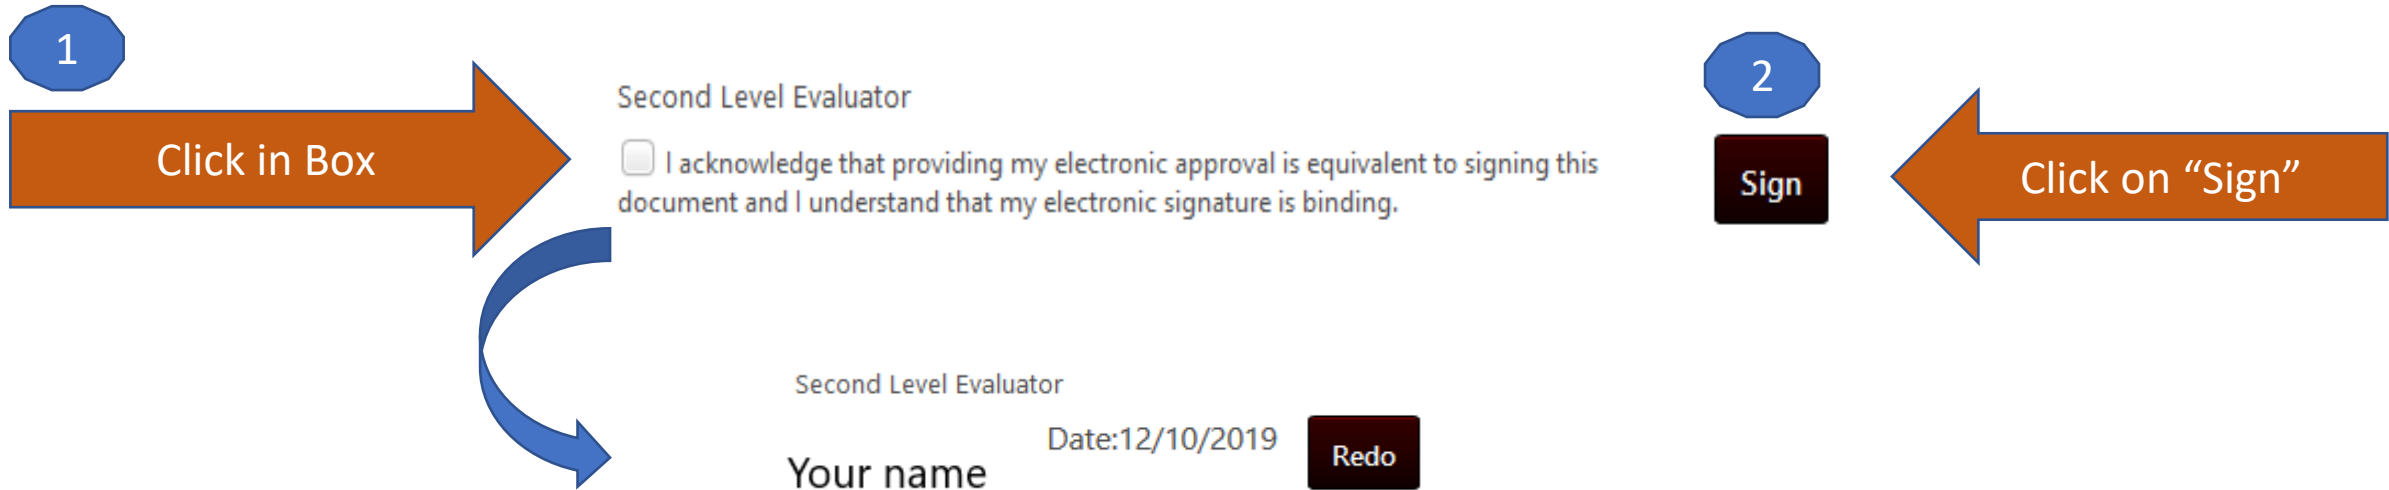 1
Click in Box
Second Level Evaluator
I acknowledge that providing my electronic approval is equivalent to signing this
document and I understand that my electronic signature is binding.
2
Sign
Click on “Sign”
Second Level Evaluator
Date:12/10/2019
Redo
Your name